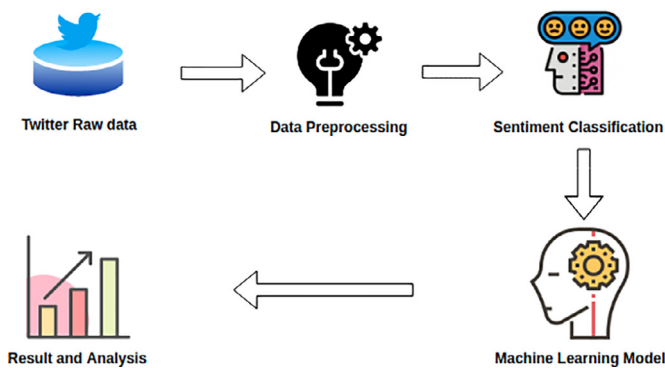 Twitter Raw data
Data Preprocessing
Sentiment Classification
Machine Learning Model
Result and Analysis